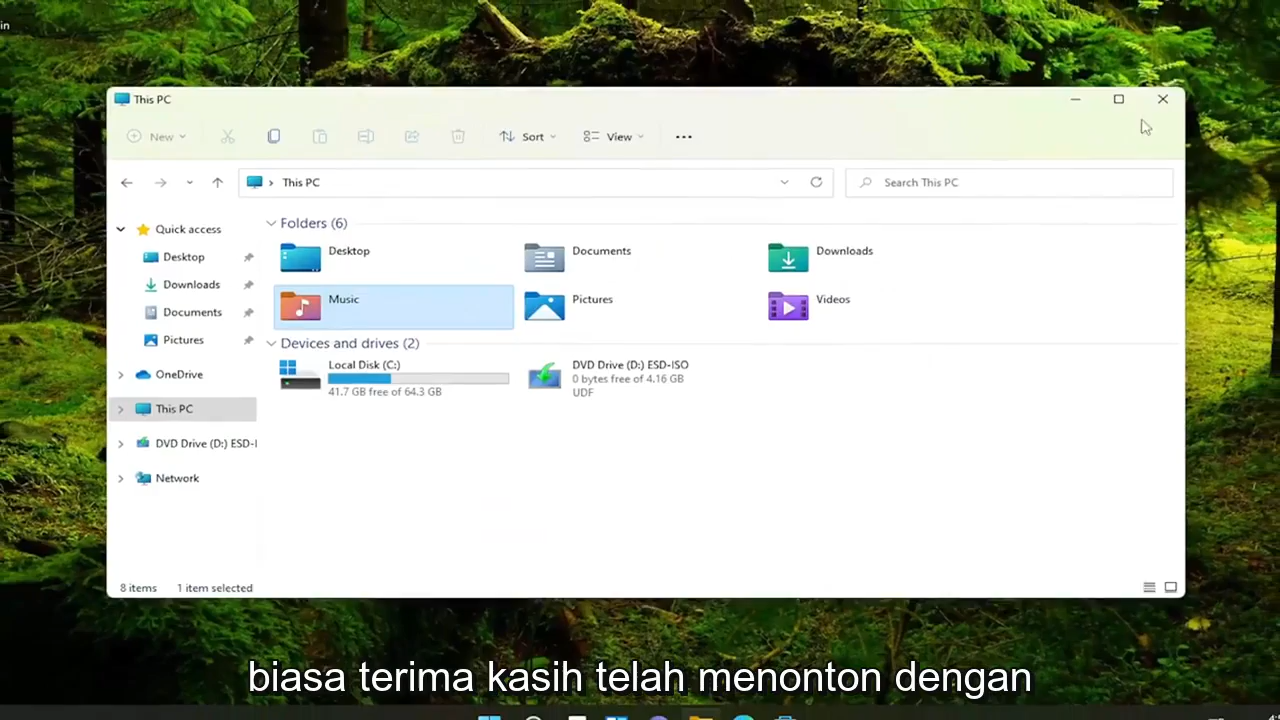 in
This PC
New
Sort
View
This PC
Search This PC
Quick access
Desktop
Downloads
Documents
Pictures
OneDrive
This PC
DVD Drive (D:) ESD-I
Network
Folders (6)
Desktop
Documents
Downloads
Music
Pictures
Videos
Devices and drives (2)
Local Disk (C:)
41.7 GB free of 64.3 GB
DVD Drive (D:) ESD-ISO
0 bytes free of 4.16 GB
UDF
8 items 1 item selected
biasa terima kasih telah menonton dengan